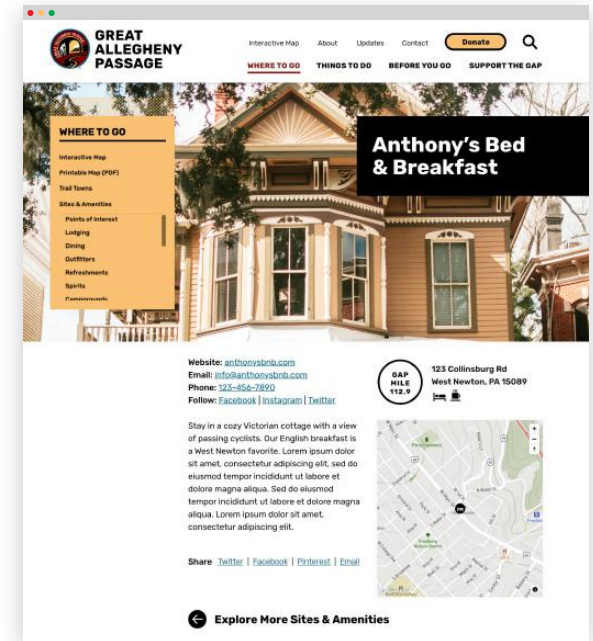 GREAT
ALLEGHENY
PASSAGE
Interactive Map About Updates Contact Donate
WHERE TO GO THINGS TO DO BEFORE YOU GO SUPPORT THE GAP
WHERE TO GO
Interactive Map
Printable Map (PDF)
Trail Towns
Sites & Amenities
Points of Interest
Lodging
Dining
Outfitters
Refreshments
Spirits
Campgrounds
Anthony's Bed
& Breakfast
Website: anthonysbnb.com
Email: info@anthonysbnb.com
Phone: 123-456-7890
Follow: Facebook | Instagram | Twitter
GAP
MILE
112.9
123 Collinsburg Rd
West Newton, PA 15089
Stay in a cozy Victorian cottage with a view
of passing cyclists. Our English breakfast is
a West Newton favorite. Lorem ipsum dolor
sit amet, consectetur adipiscing elit, sed do
eiusmod tempor incididunt ut labore et
dolore magna aliqua. Sed do eiusmod
tempor incididunt ut labore et dolore magna
aliqua. Lorem ipsum dolor sit amet,
consectetur adipiscing elit.
Share Twitter | Facebook | Pinterest | Email
Explore More Sites & Amenities